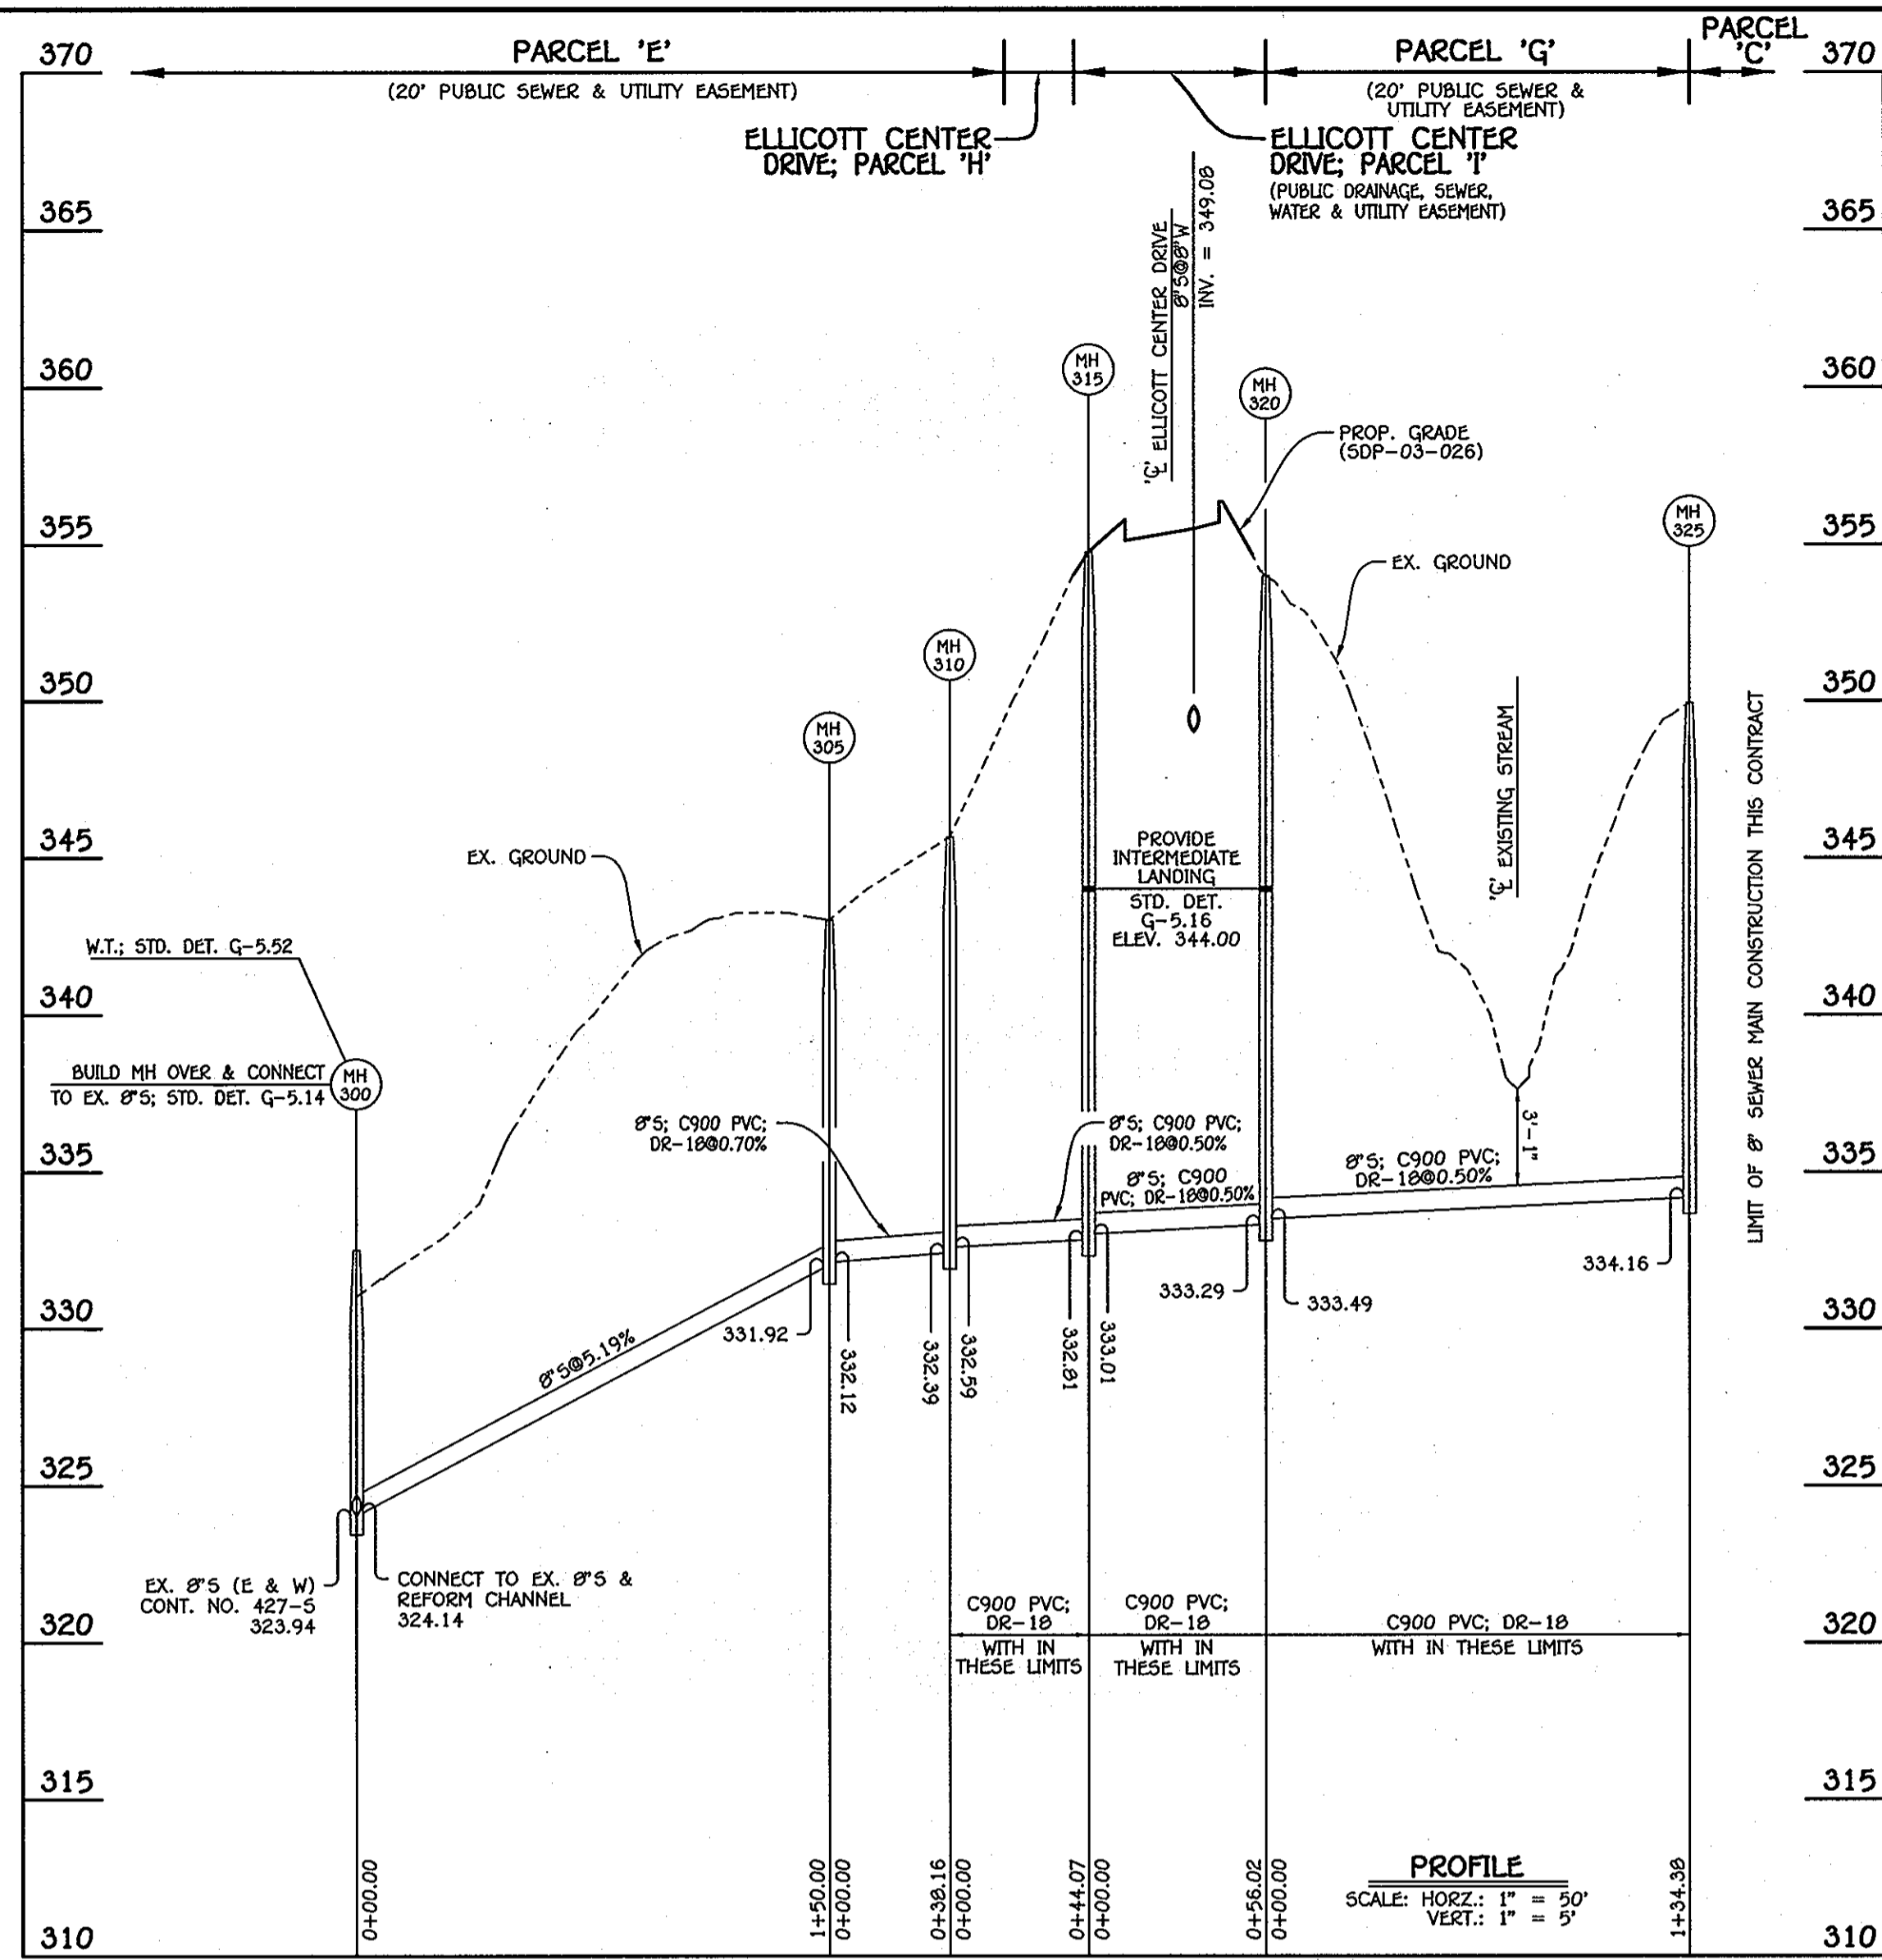 PARCEL 'E'
(20' PUBLIC SEWER & UTILITY EASEMENT)
PARCEL 'G'
(20' PUBLIC SEWER &
UTILITY EASEMENT)
PARCEL
'C'
ELLICOTT CENTER
DRIVE; PARCEL 'H'
ELLICOTT CENTER
DRIVE; PARCEL 'I'
(PUBLIC DRAINAGE, SEWER,
WATER & UTILITY EASEMENT)
370
365
360
355
350
345
340
335
330
325
320
315
310
370
365
360
355
350
345
340
335
330
325
320
315
310
'℄' ELLICOTT CENTER DRIVE
8"S@8"W
INV. = 349.08
MH
315
MH
320
PROP. GRADE
(SDP-03-026)
MH
325
EX. GROUND
MH
310
MH
305
EX. GROUND
PROVIDE
INTERMEDIATE
LANDING
STD. DET.
G-5.16
ELEV. 344.00
'℄' EXISTING STREAM
LIMIT OF 8" SEWER MAIN CONSTRUCTION THIS CONTRACT
W.T.; STD. DET. G-5.52
BUILD MH OVER & CONNECT
TO EX. 8"S; STD. DET. G-5.14
MH
300
8"S; C900 PVC;
DR-18@0.70%
8"S; C900 PVC;
DR-18@0.50%
8"S; C900
PVC; DR-18@0.50%
8"S; C900 PVC;
DR-18@0.50%
3'-1"
8"S@5.19%
331.92
332.12
332.39
332.59
332.81
333.01
333.29
333.49
334.16
EX. 8"S (E & W)
CONT. NO. 427-S
323.94
CONNECT TO EX. 8"S &
REFORM CHANNEL
324.14
C900 PVC;
DR-18
WITH IN
THESE LIMITS
C900 PVC;
DR-18
WITH IN
THESE LIMITS
C900 PVC; DR-18
WITH IN THESE LIMITS
0+00.00
1+50.00
0+00.00
0+38.16
0+00.00
0+44.07
0+00.00
0+56.02
0+00.00
1+34.38
PROFILE
SCALE: HORZ.: 1" = 50'
VERT.: 1" = 5'